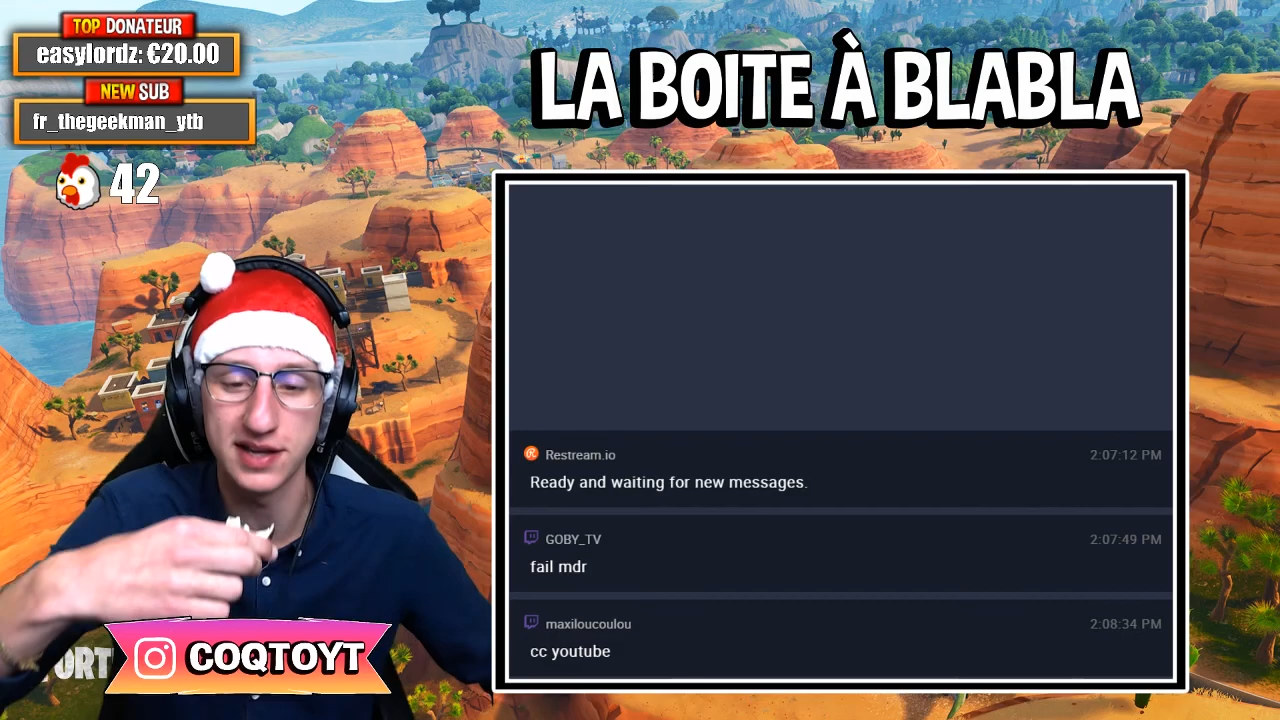 TOP DONATEUR
easylordz: €20.00
NEW SUB
fr_thegeekman_ytb
42
LA BOITE À BLABLA
Restream.io
2:07:12 PM
Ready and waiting for new messages.
GOBY_TV
2:07:49 PM
fail mdr
maxiloucoulou
2:08:34 PM
cc youtube
COQTOYT